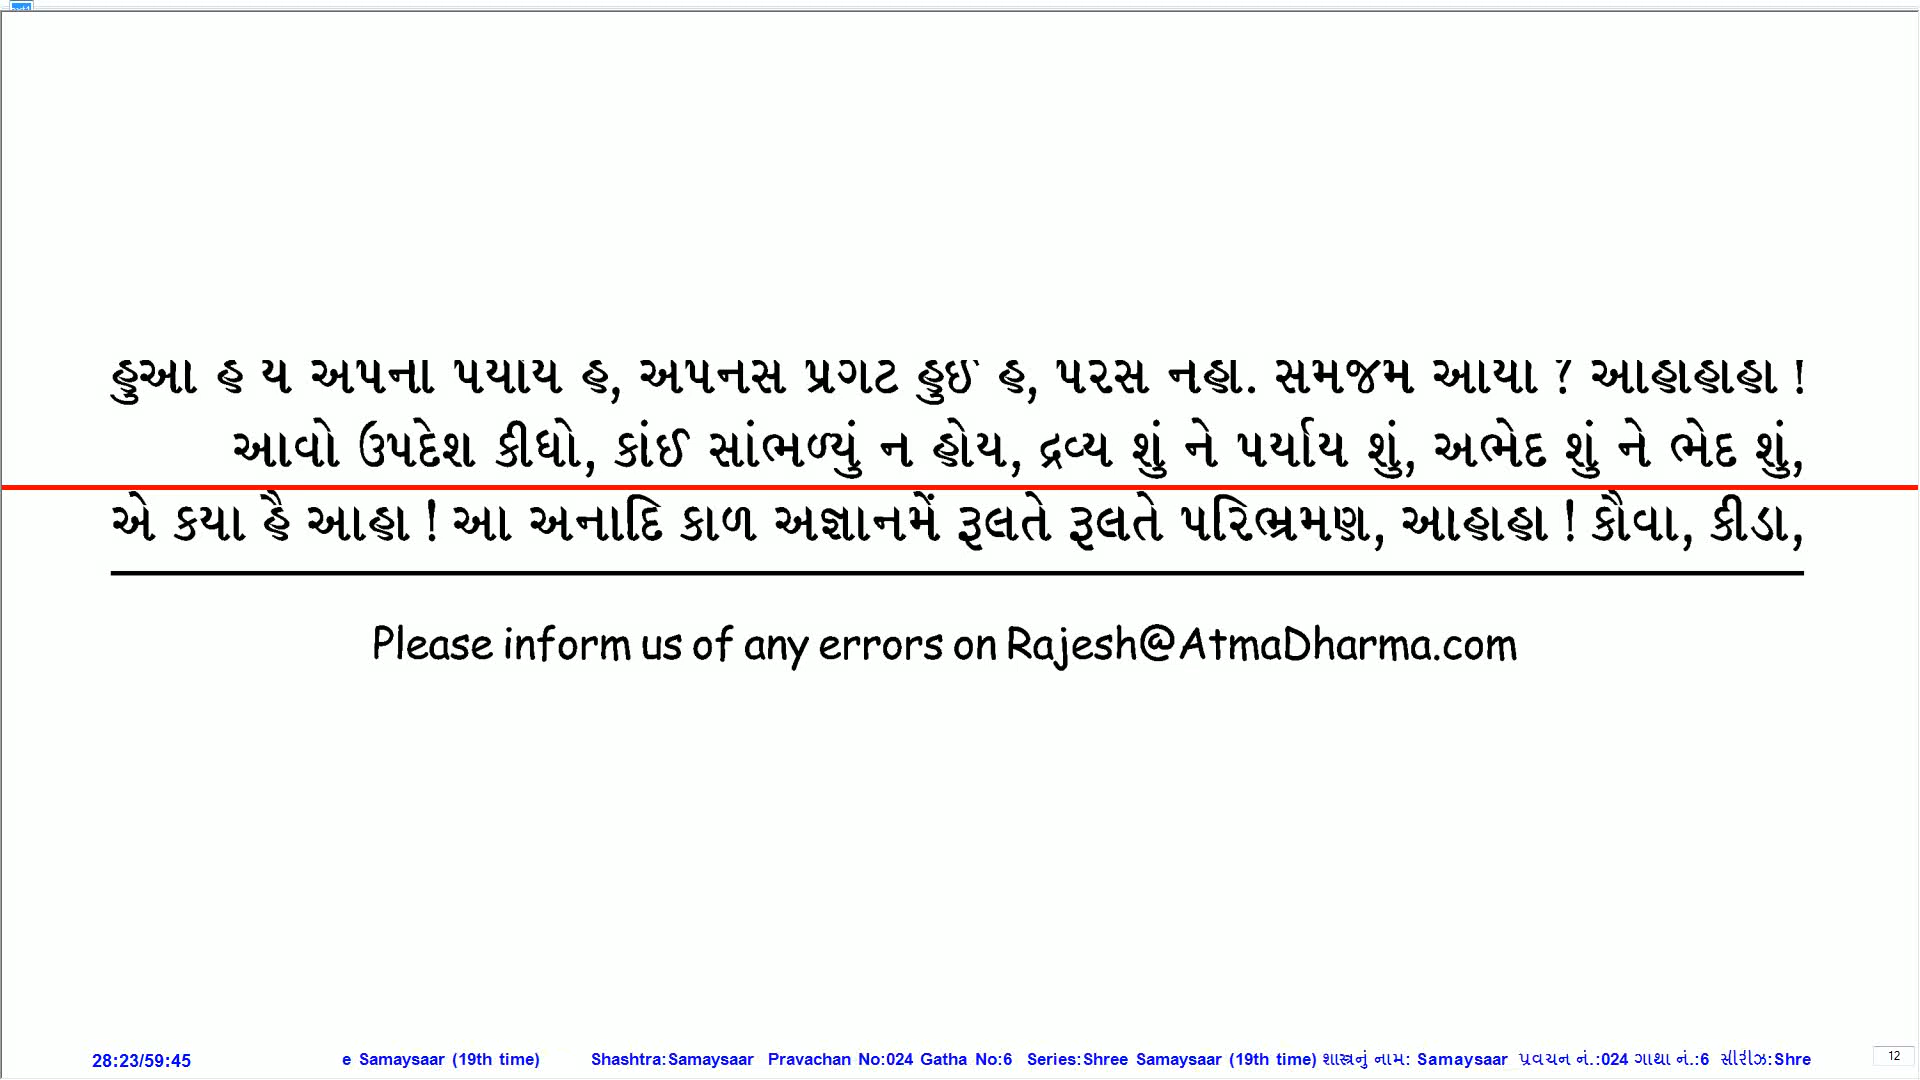 હુઆ હૈ યે અપની પર્યાય હૈ, અપનેસે પ્રગટ હુઈ હૈ, પરસે નહીં. સમજમેં આયા ? આહાહાહા !
આવો ઉપદેશ કીધો, કાંઈ સાંભળ્યું ન હોય, દ્રવ્ય શું ને પર્યાય શું, અભેદ શું ને ભેદ શું,
એ કયા હૈ આહા ! આ અનાદિ કાળ અજ્ઞાનમેં રૂલતે રૂલતે પરિભ્રમણ, આહાહા ! કૌવા, કીડા,
Please inform us of any errors on Rajesh@AtmaDharma.com
28:23/59:45 e Samaysaar (19th time) Shashtra:Samaysaar Pravachan No:024 Gatha No:6 Series:Shree Samaysaar (19th time) શાસ્ત્રનું નામ: Samaysaar પ્રવચન નં.:024 ગાથા નં.:6 સીરીઝ:Shre 12